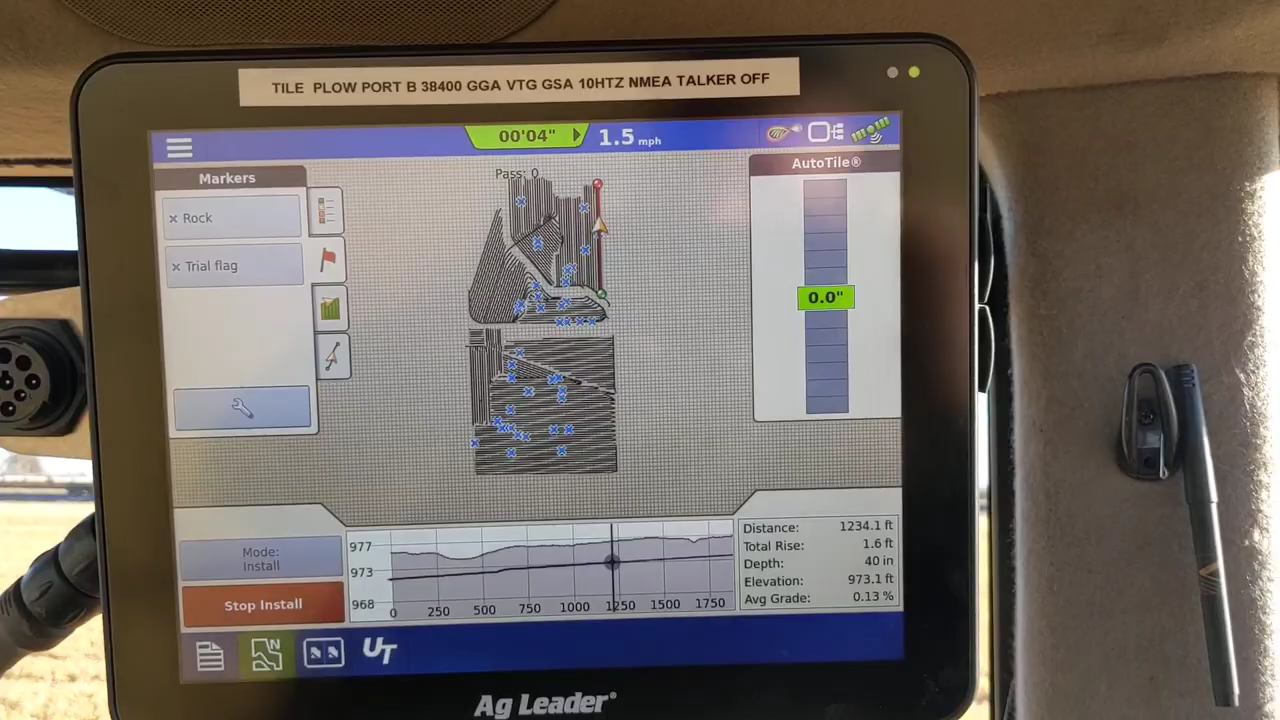 TILE PLOW PORT B 38400 GGA VTG GSA 10HTZ NMEA TALKER OFF
00'04" 1.5 mph
Markers
Pass: 0
AutoTile®
Rock
Trial flag
0.0"
Mode:
Install
Stop Install
977
973
968
0 250 500 750 1000 1250 1500 1750
Distance: 1234.1 ft
Total Rise: 1.6 ft
Depth: 40 in
Elevation: 973.1 ft
Avg Grade: 0.13 %
N
UT
Ag Leader®